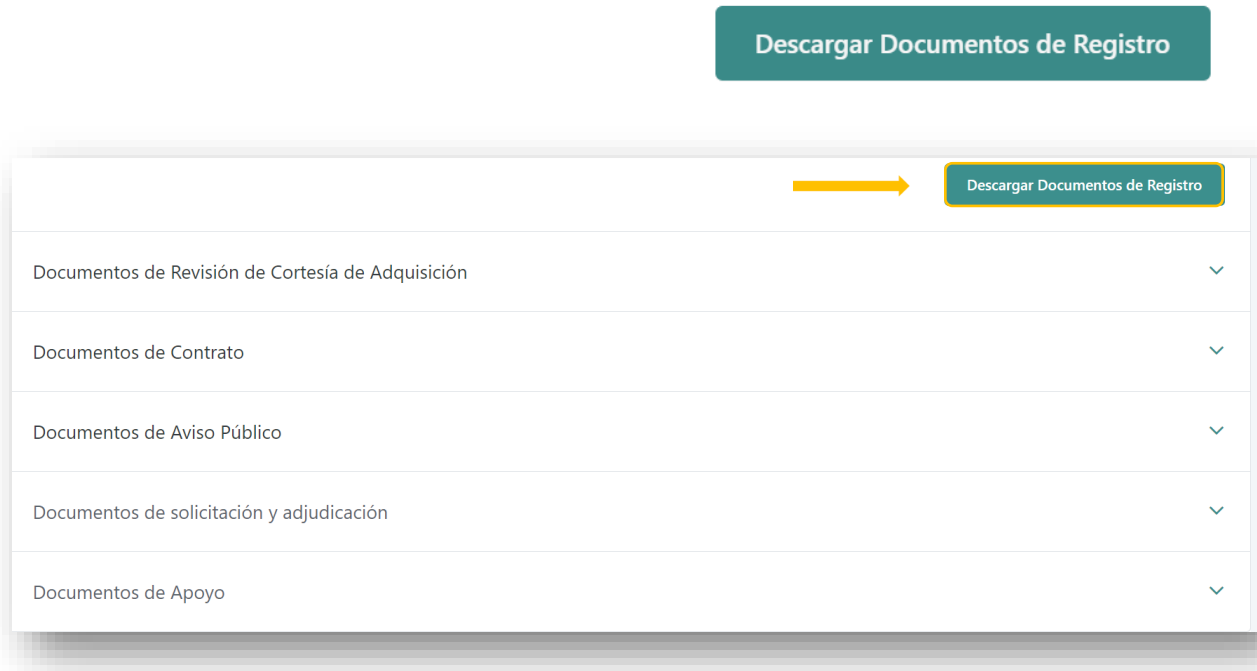 Descargar Documentos de Registro
Descargar Documentos de Registro
Documentos de Revisión de Cortesía de Adquisición
Documentos de Contrato
Documentos de Aviso Público
Documentos de solicitación y adjudicación
Documentos de Apoyo